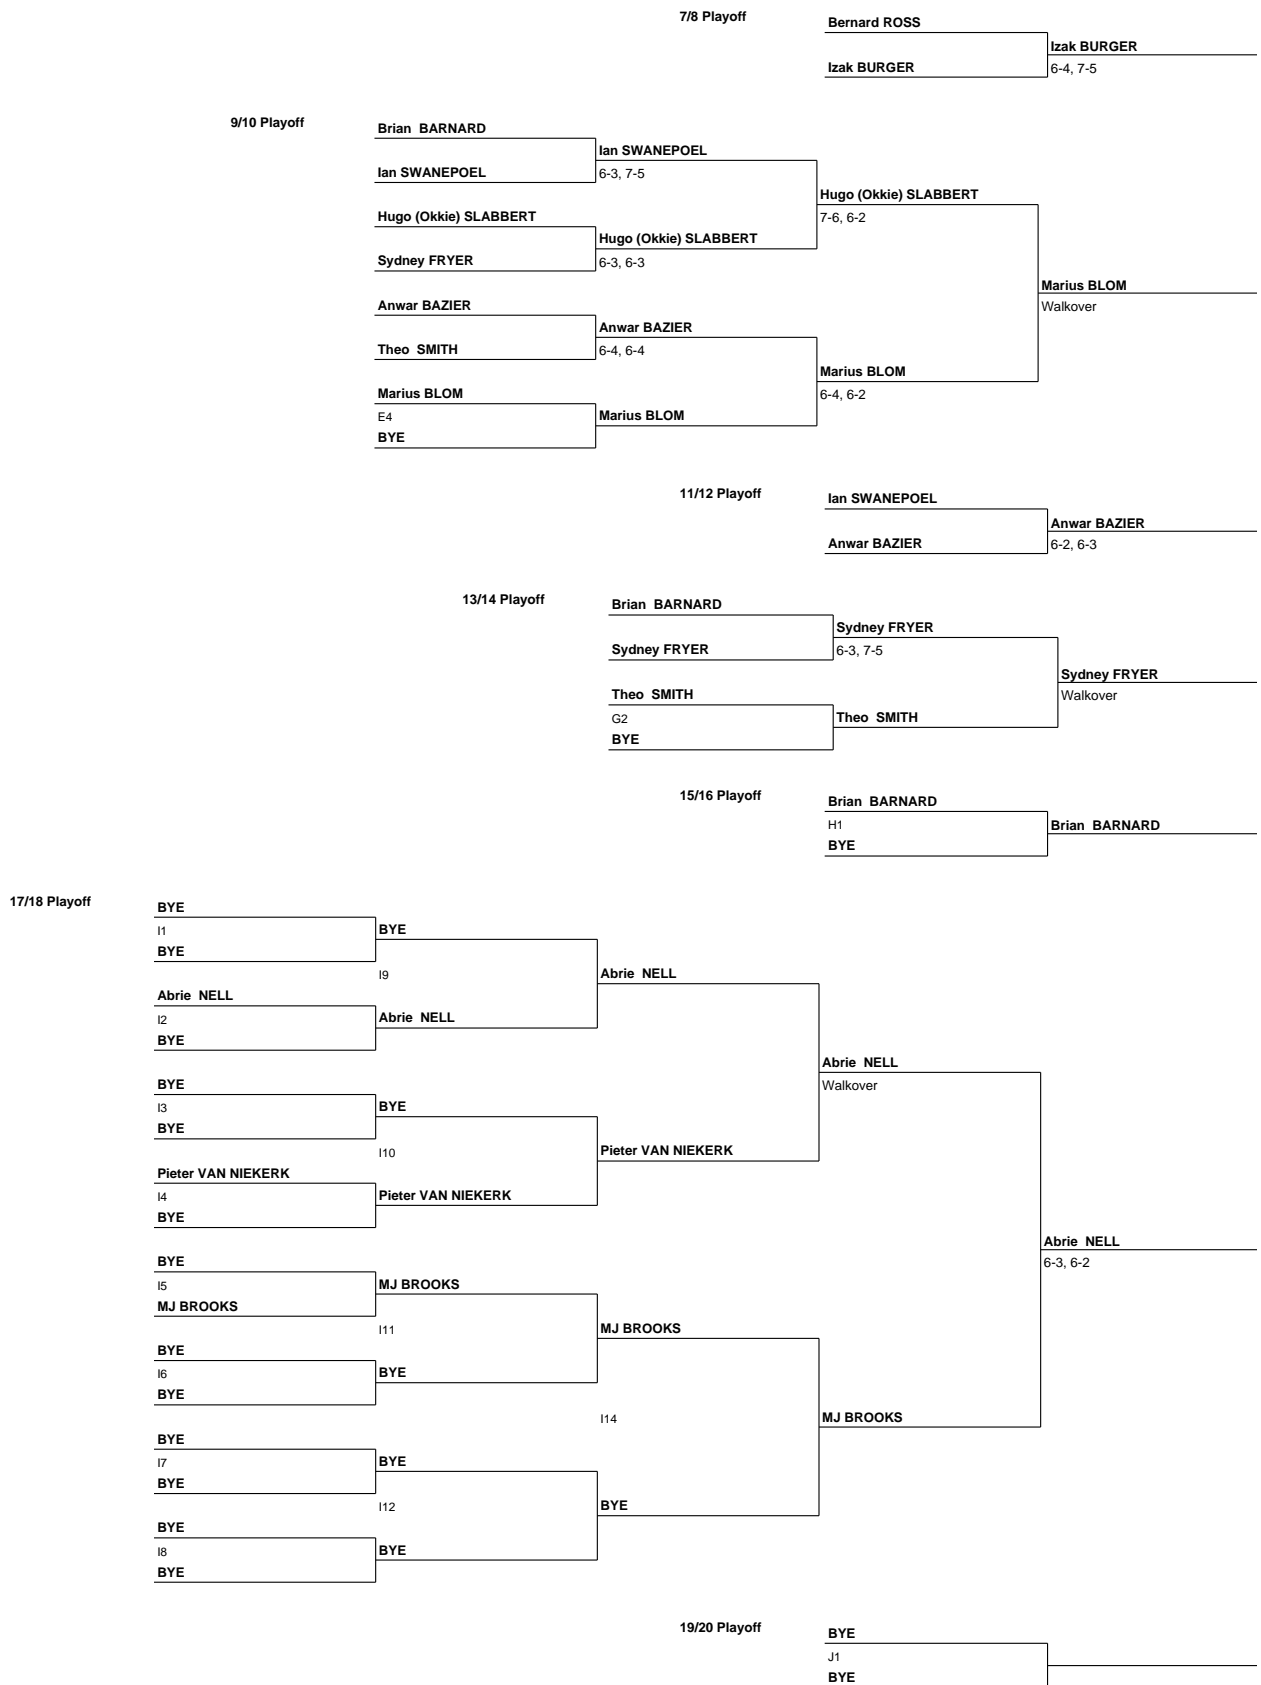 7/8 Playoff
Bernard ROSS
Izak BURGER
Izak BURGER
6-4, 7-5
9/10 Playoff
Brian BARNARD
Ian SWANEPOEL
Ian SWANEPOEL
6-3, 7-5
Hugo (Okkie) SLABBERT
Hugo (Okkie) SLABBERT
7-6, 6-2
Hugo (Okkie) SLABBERT
Sydney FRYER
6-3, 6-3
Marius BLOM
Walkover
Anwar BAZIER
Anwar BAZIER
Theo SMITH
6-4, 6-4
Marius BLOM
6-4, 6-2
Marius BLOM
E4
Marius BLOM
BYE
11/12 Playoff
Ian SWANEPOEL
Anwar BAZIER
Anwar BAZIER
6-2, 6-3
13/14 Playoff
Brian BARNARD
Sydney FRYER
Sydney FRYER
6-3, 7-5
Sydney FRYER
Walkover
Theo SMITH
G2
Theo SMITH
BYE
15/16 Playoff
Brian BARNARD
H1
Brian BARNARD
BYE
17/18 Playoff
BYE
I1
BYE
BYE
I9
Abrie NELL
Abrie NELL
I2
Abrie NELL
BYE
Abrie NELL
Walkover
BYE
I3
BYE
BYE
I10
Pieter VAN NIEKERK
Pieter VAN NIEKERK
I4
Pieter VAN NIEKERK
BYE
Abrie NELL
6-3, 6-2
BYE
I5
MJ BROOKS
MJ BROOKS
I11
MJ BROOKS
BYE
I6
BYE
BYE
I14
MJ BROOKS
BYE
I7
BYE
BYE
I12
BYE
BYE
I8
BYE
BYE
19/20 Playoff
BYE
J1
BYE